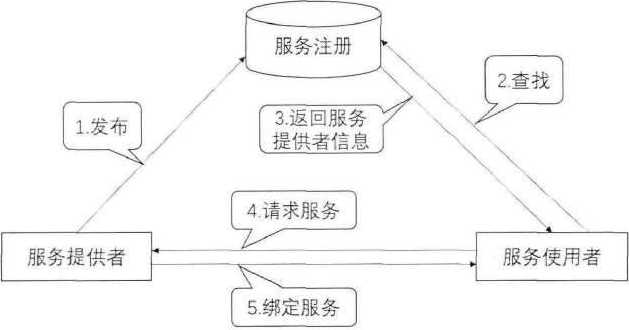 服务注册
2.查找
1.发布
3.返回服务
提供者信息
4.请求服务
服务提供者
服务使用者
5.绑定服务